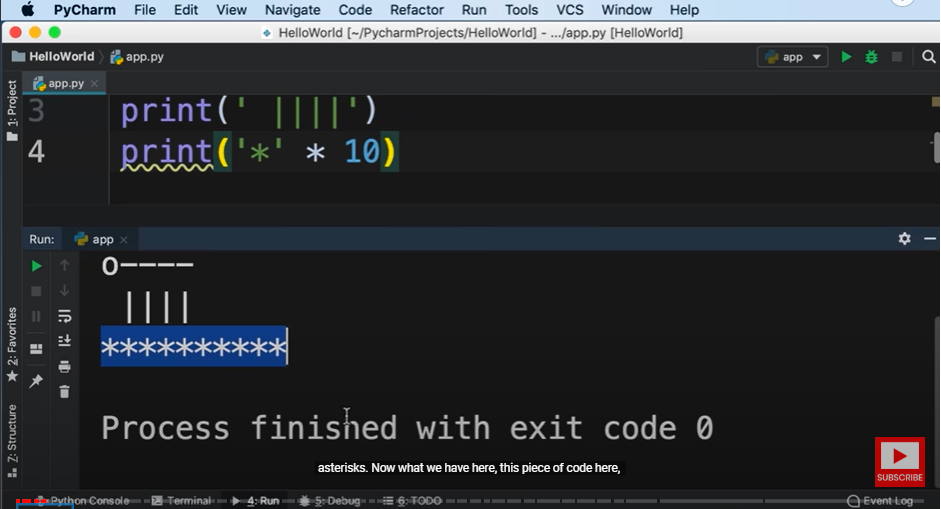 PyCharm File Edit View Navigate Code Refactor Run Tools VCS Window Help
HelloWorld [~/PycharmProjects/HelloWorld] - .../app.py [HelloWorld]
HelloWorld app.py app
1: Project
app.py
3 print(' ||||')
4 print('*' * 10)
Run: app
o----
 ||||
**********
Process finished with exit code 0
2: Favorites
Z: Structure
asterisks. Now what we have here, this piece of code here,
SUBSCRIBE
Python Console Terminal 4: Run 5: Debug 6: TODO Event Log